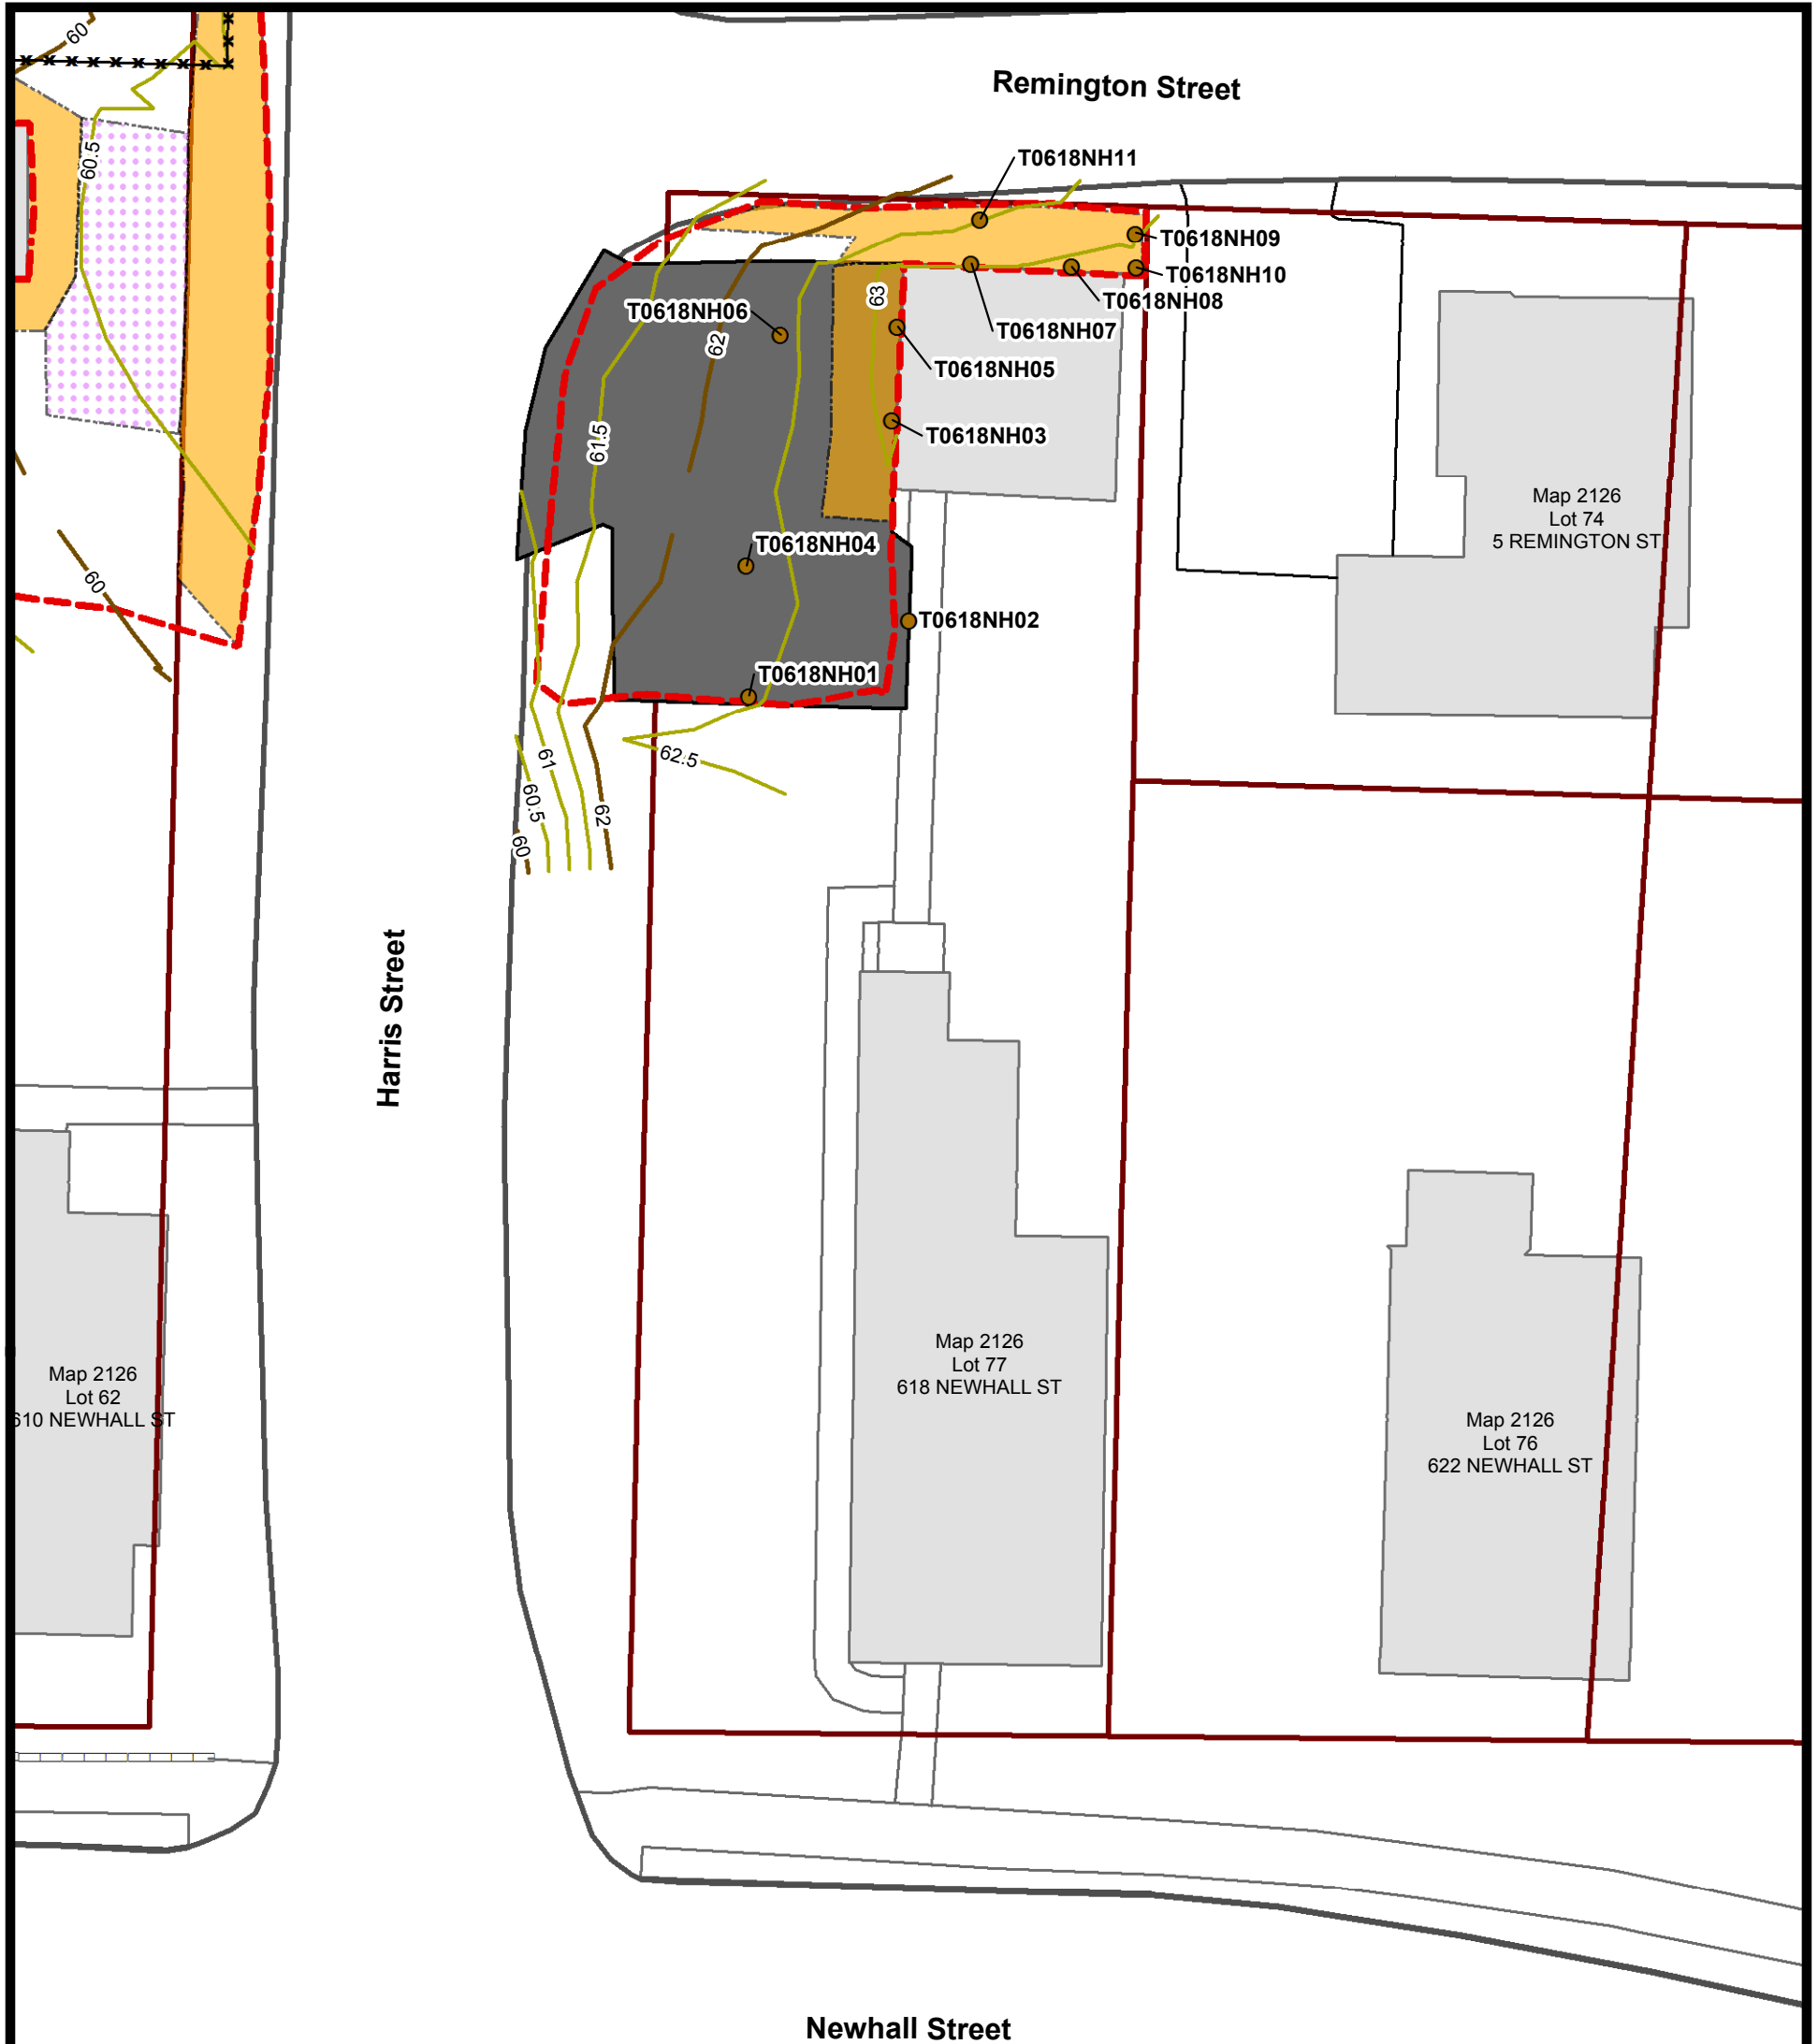 60
Remington Street
T0618NH11
60.5
T0618NH09
T0618NH10
T0618NH08
63
T0618NH06
T0618NH07
62
T0618NH05
61.5
T0618NH03
Map 2126
Lot 74
5 REMINGTON ST
T0618NH04
60
T0618NH02
T0618NH01
62.5
61
60.5
62
60
Harris Street
Map 2126
Lot 77
618 NEWHALL ST
Map 2126
Lot 62
610 NEWHALL ST
Map 2126
Lot 76
622 NEWHALL ST
Newhall Street